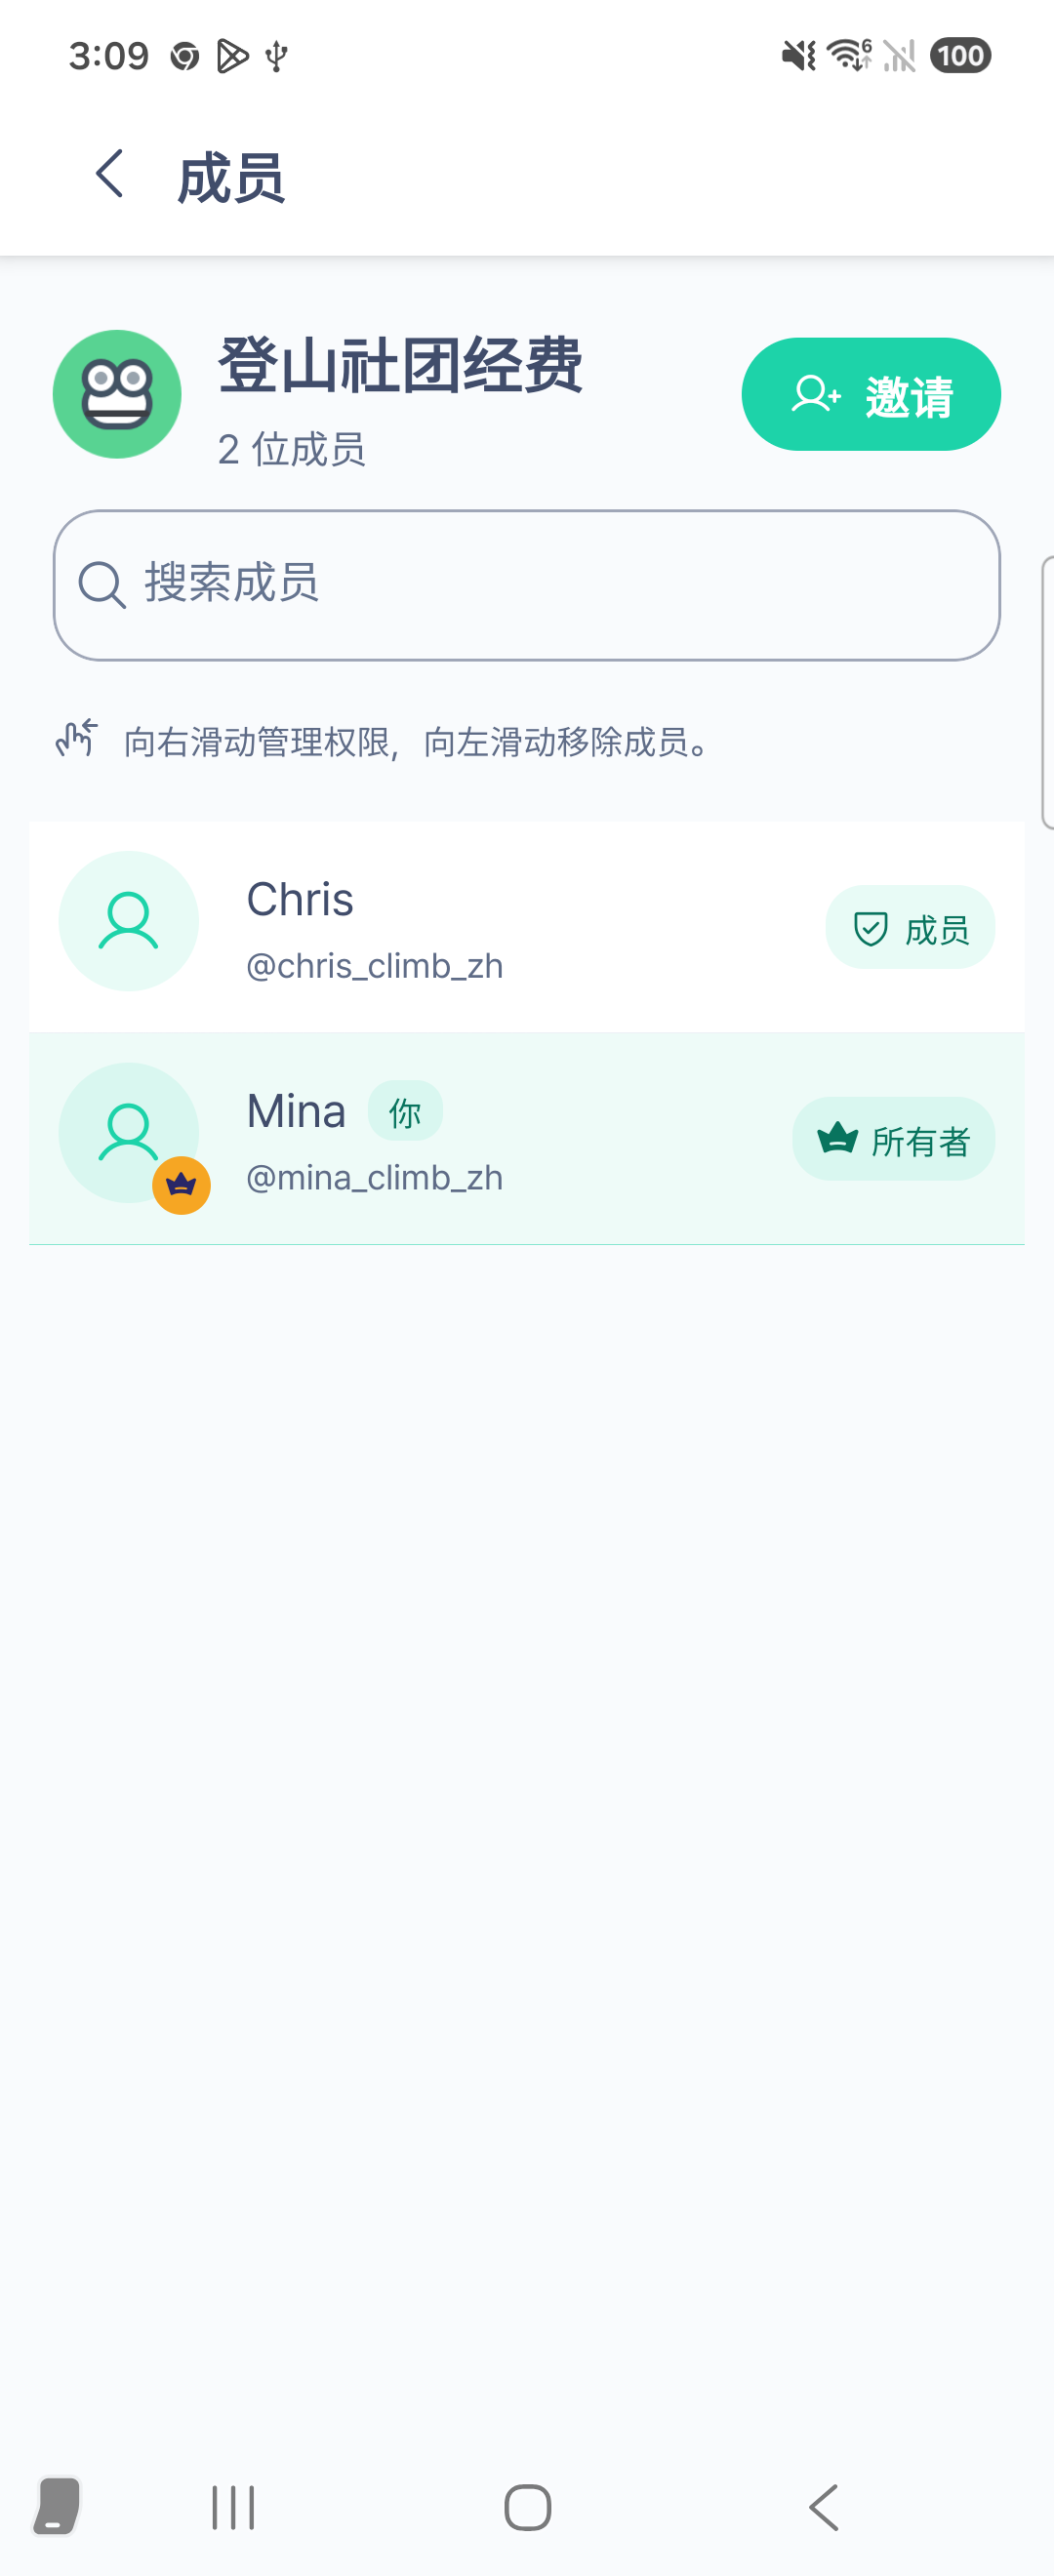 3:09
6
100
成员
登山社团经费
2 位成员
邀请
搜索成员
向右滑动管理权限，向左滑动移除成员。
Chris
@chris_climb_zh
成员
Mina
你
@mina_climb_zh
所有者